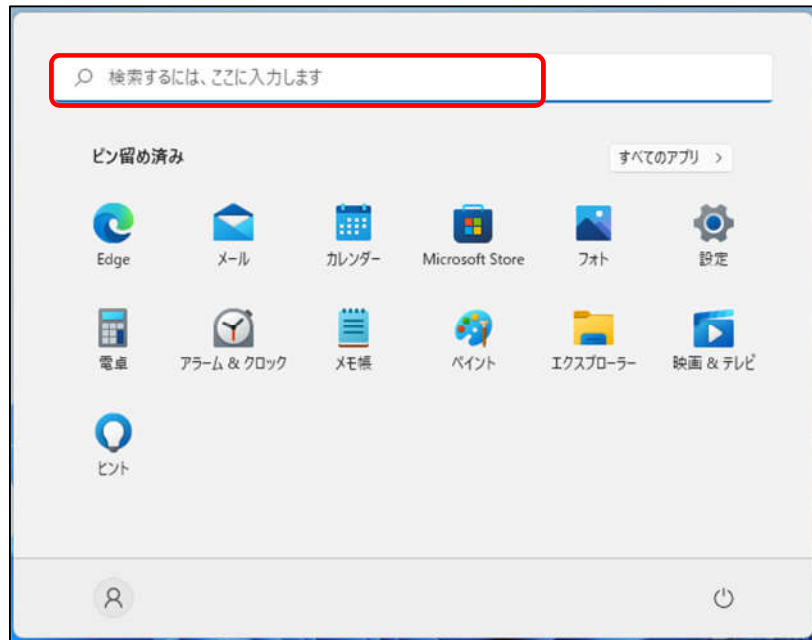 検索するには、ここに入力します
ピン留め済み
すべてのアプリ >
Edge
メール
カレンダー
Microsoft Store
フォト
設定
電卓
アラーム & クロック
メモ帳
ペイント
エクスプローラー
映画 & テレビ
ヒント